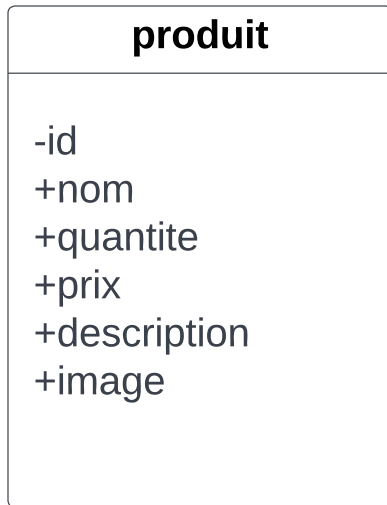 produit
-id
+nom
+quantite
+prix
+description
+image